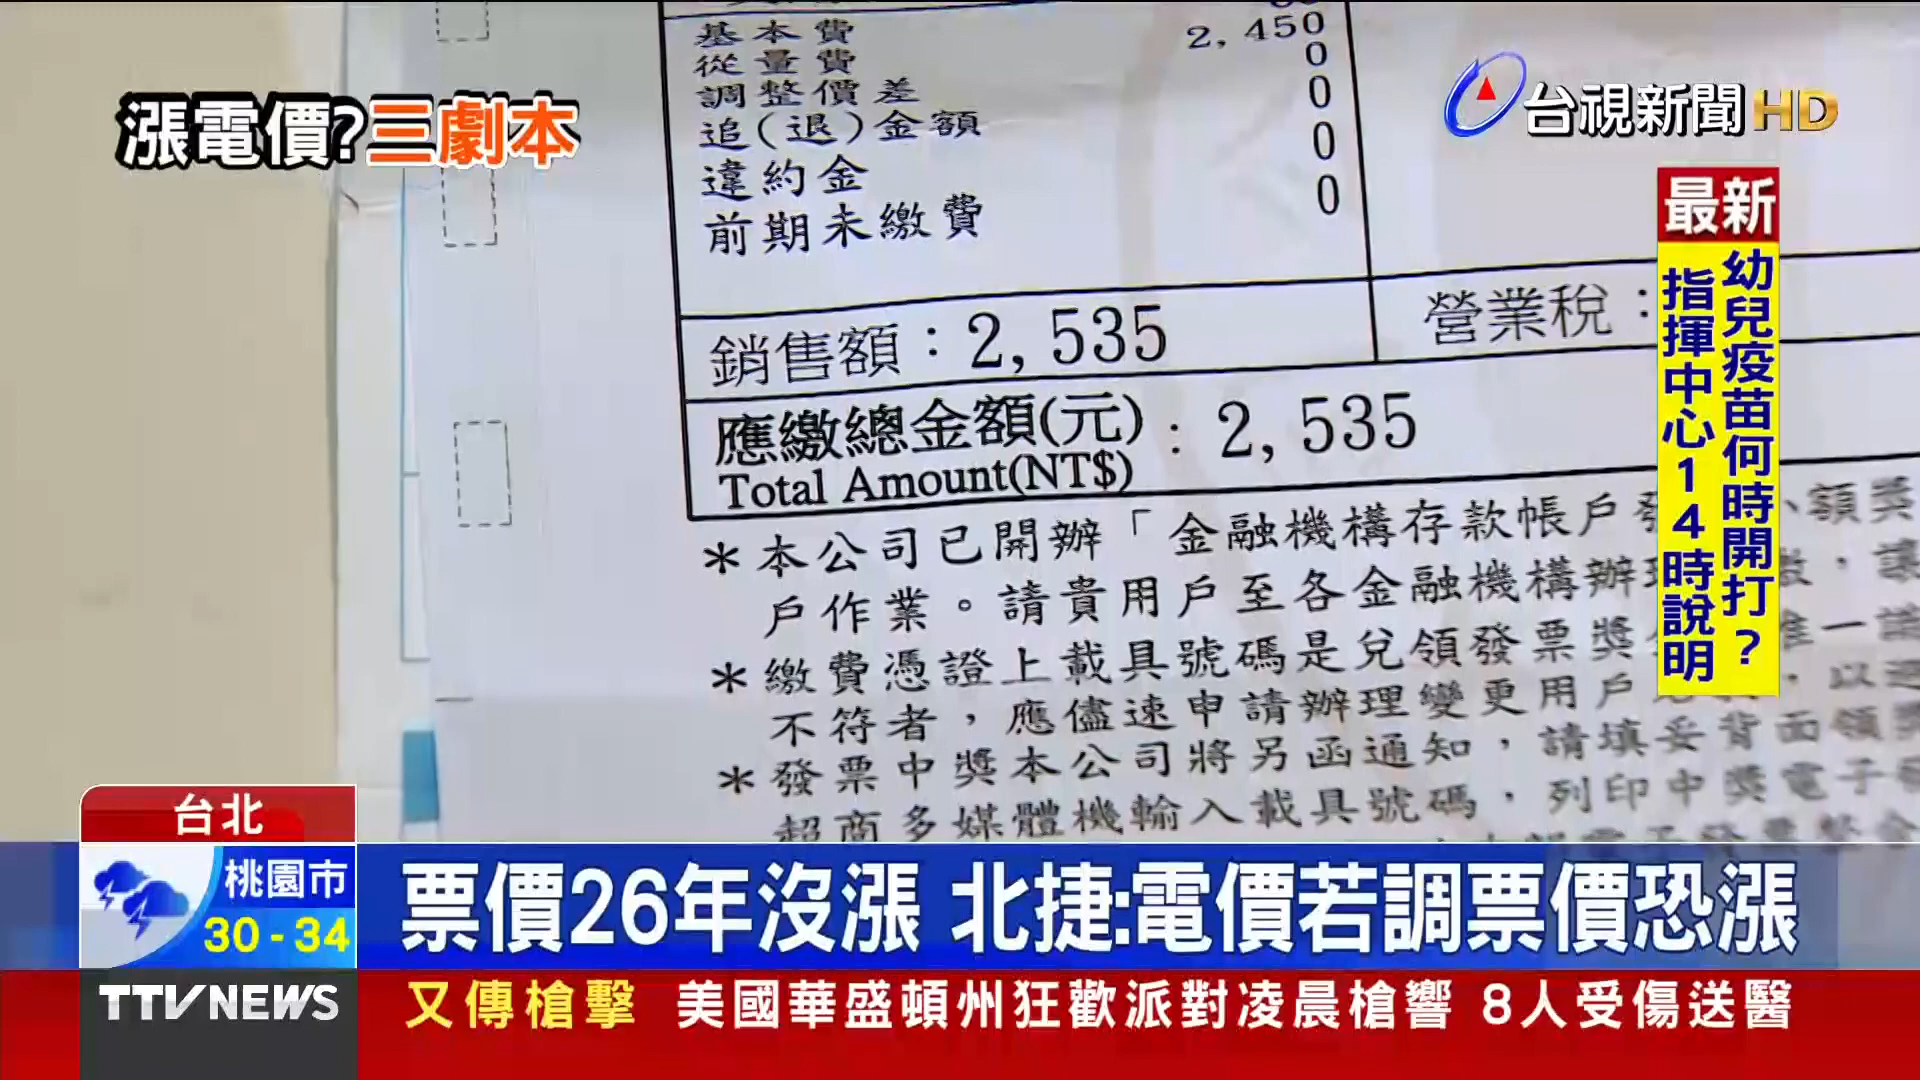 漲電價?三劇本
台視新聞HD
最新
幼兒疫苗何時開打?
指揮中心14時說明
基本費 2,450
從量費 0
調整價差 0
追(退)金額 0
違約金 0
前期未繳費
銷售額:2,535
營業稅:
應繳總金額(元):2,535
Total Amount(NT$)
*本公司已開辦「金融機構存款帳戶 、額獎
戶作業。請貴用戶至各金融機構辦 ,讓
*繳費憑證上載具號碼是兌領發票獎 唯一
不符者,應儘速申請辦理變更用戶 ,以
*發票中獎本公司將另函通知,請填妥背面領獎
超商多媒體機輸入載具號碼,列印中獎電子
台北
桃園市
30-34
票價26年沒漲 北捷:電價若調票價恐漲
TTV NEWS
又傳槍擊 美國華盛頓州狂歡派對凌晨槍響 8人受傷送醫